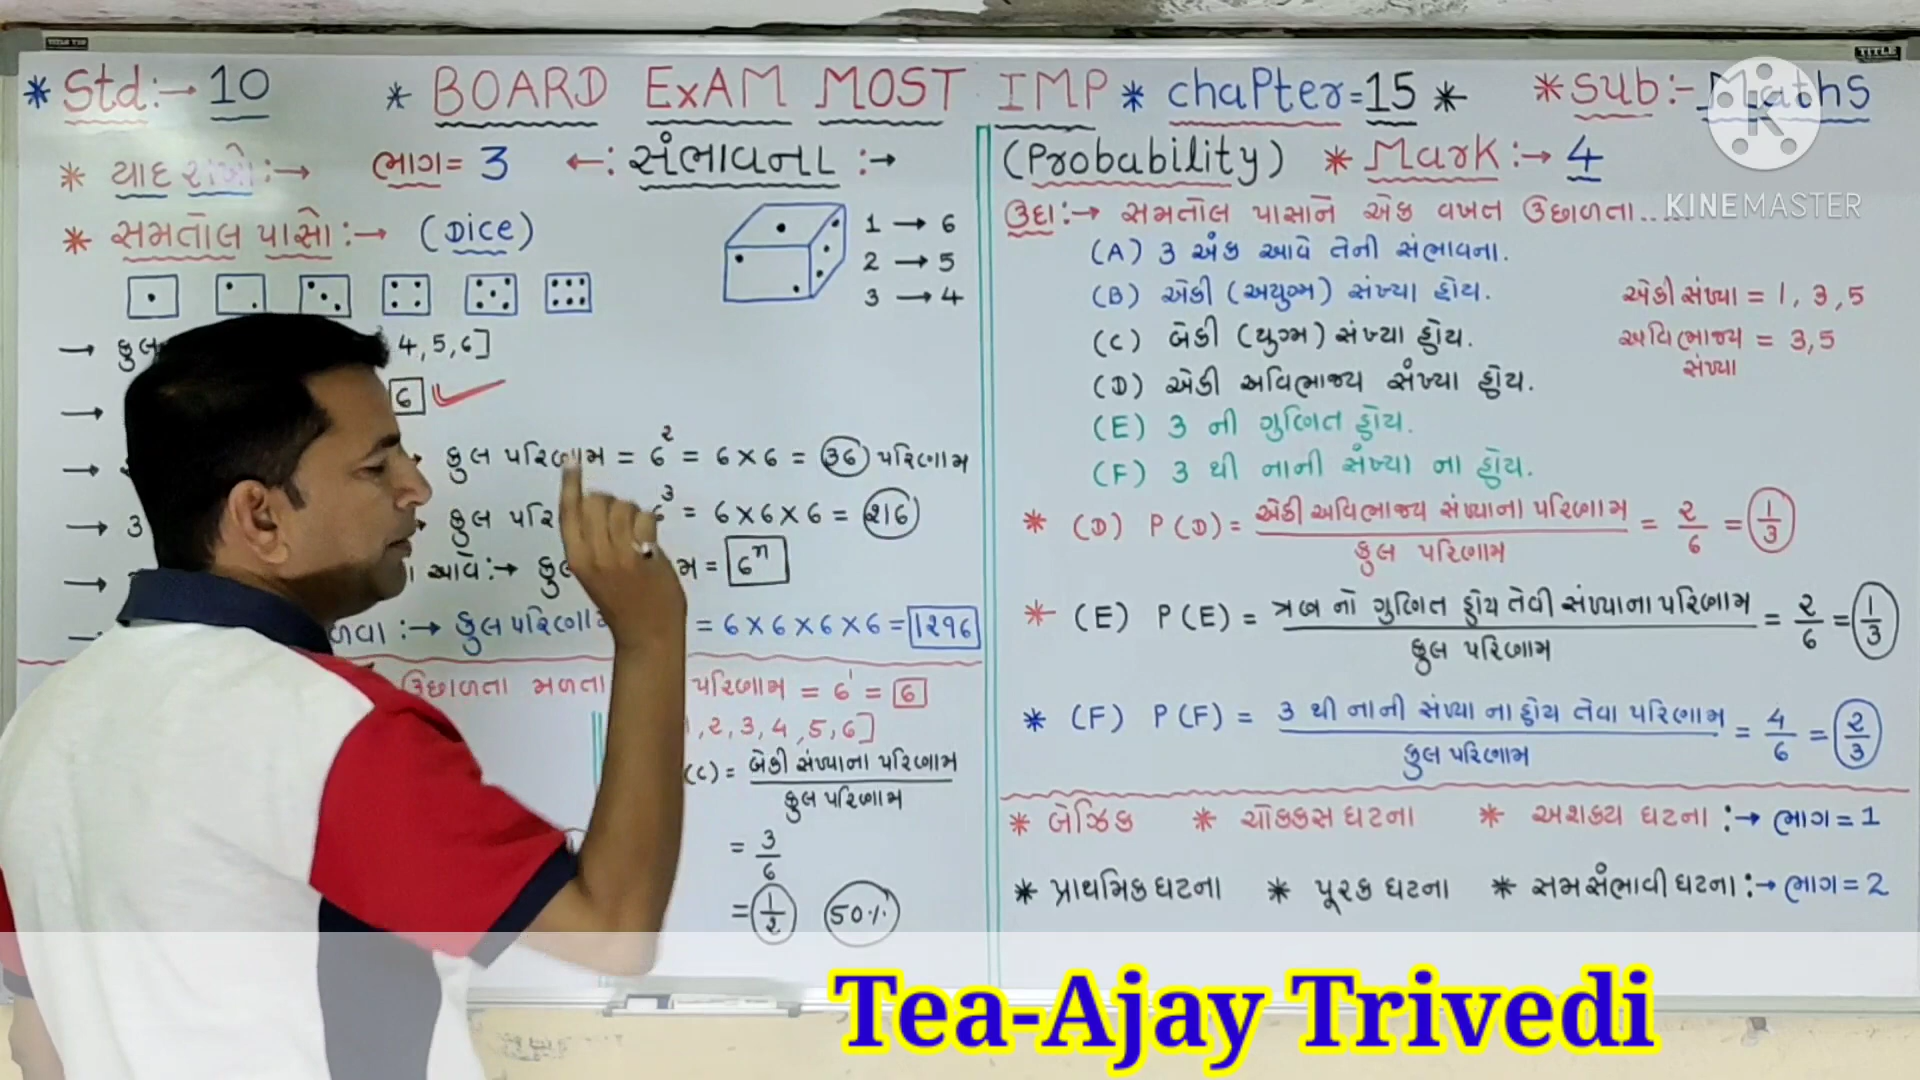 * Std:→ 10 * BOARD ExAM MOST IMP * chaPter=15 * * Sub:- Maths
* યાદ રાખો:→ ભાગ= 3 ←: સંભાવના :→ (Probability) * Mark:→ 4
KINEMASTER
* સમતોલ પાસો:→ (Dice)
1 → 6
2 → 5
3 → 4
→ કુલ 4,5,6]
→ 6
→ કુલ પરિણામ = 6² = 6×6 = 36 પરિણામ
→ 3 કુલ પરિ 6³ = 6×6×6 = 216
→ આવે:→ કુલ મ = 6ⁿ
ળવા :→ કુલ પરિણામ = 6×6×6×6 = 1296
ઉછાળતા મળતા પરિણામ = 6¹ = 6
,2,3,4,5,6]
(C) = બેકી સંખ્યાના પરિણામ
કુલ પરિણામ
= 3/6
= 1/2 50%
ઉદા:→ સમતોલ પાસાને એક વખત ઉછાળતા.....
(A) 3 અંક આવે તેની સંભાવના.
(B) એકી (અયુગ્મ) સંખ્યા હોય.
(C) બેકી (યુગ્મ) સંખ્યા હોય.
(D) એકી અવિભાજ્ય સંખ્યા હોય.
(E) 3 ની ગુણિત હોય.
(F) 3 થી નાની સંખ્યા ના હોય.
એકી સંખ્યા = 1, 3, 5
અવિભાજ્ય = 3,5
સંખ્યા
* (D) P(D) = એકી અવિભાજ્ય સંખ્યાના પરિણામ = ૨/6 = 1/3
કુલ પરિણામ
* (E) P(E) = ત્રણ નો ગુણિત હોય તેવી સંખ્યાના પરિણામ = ૨/6 = 1/3
કુલ પરિણામ
* (F) P(F) = 3 થી નાની સંખ્યા ના હોય તેવા પરિણામ = 4/6 = ૨/3
કુલ પરિણામ
* બેઝિક * ચોક્કસ ઘટના * અશક્ય ઘટના :→ ભાગ = 1
* પ્રાથમિક ઘટના * પૂરક ઘટના * સમસંભાવી ઘટના :→ ભાગ = 2
Tea-Ajay Trivedi